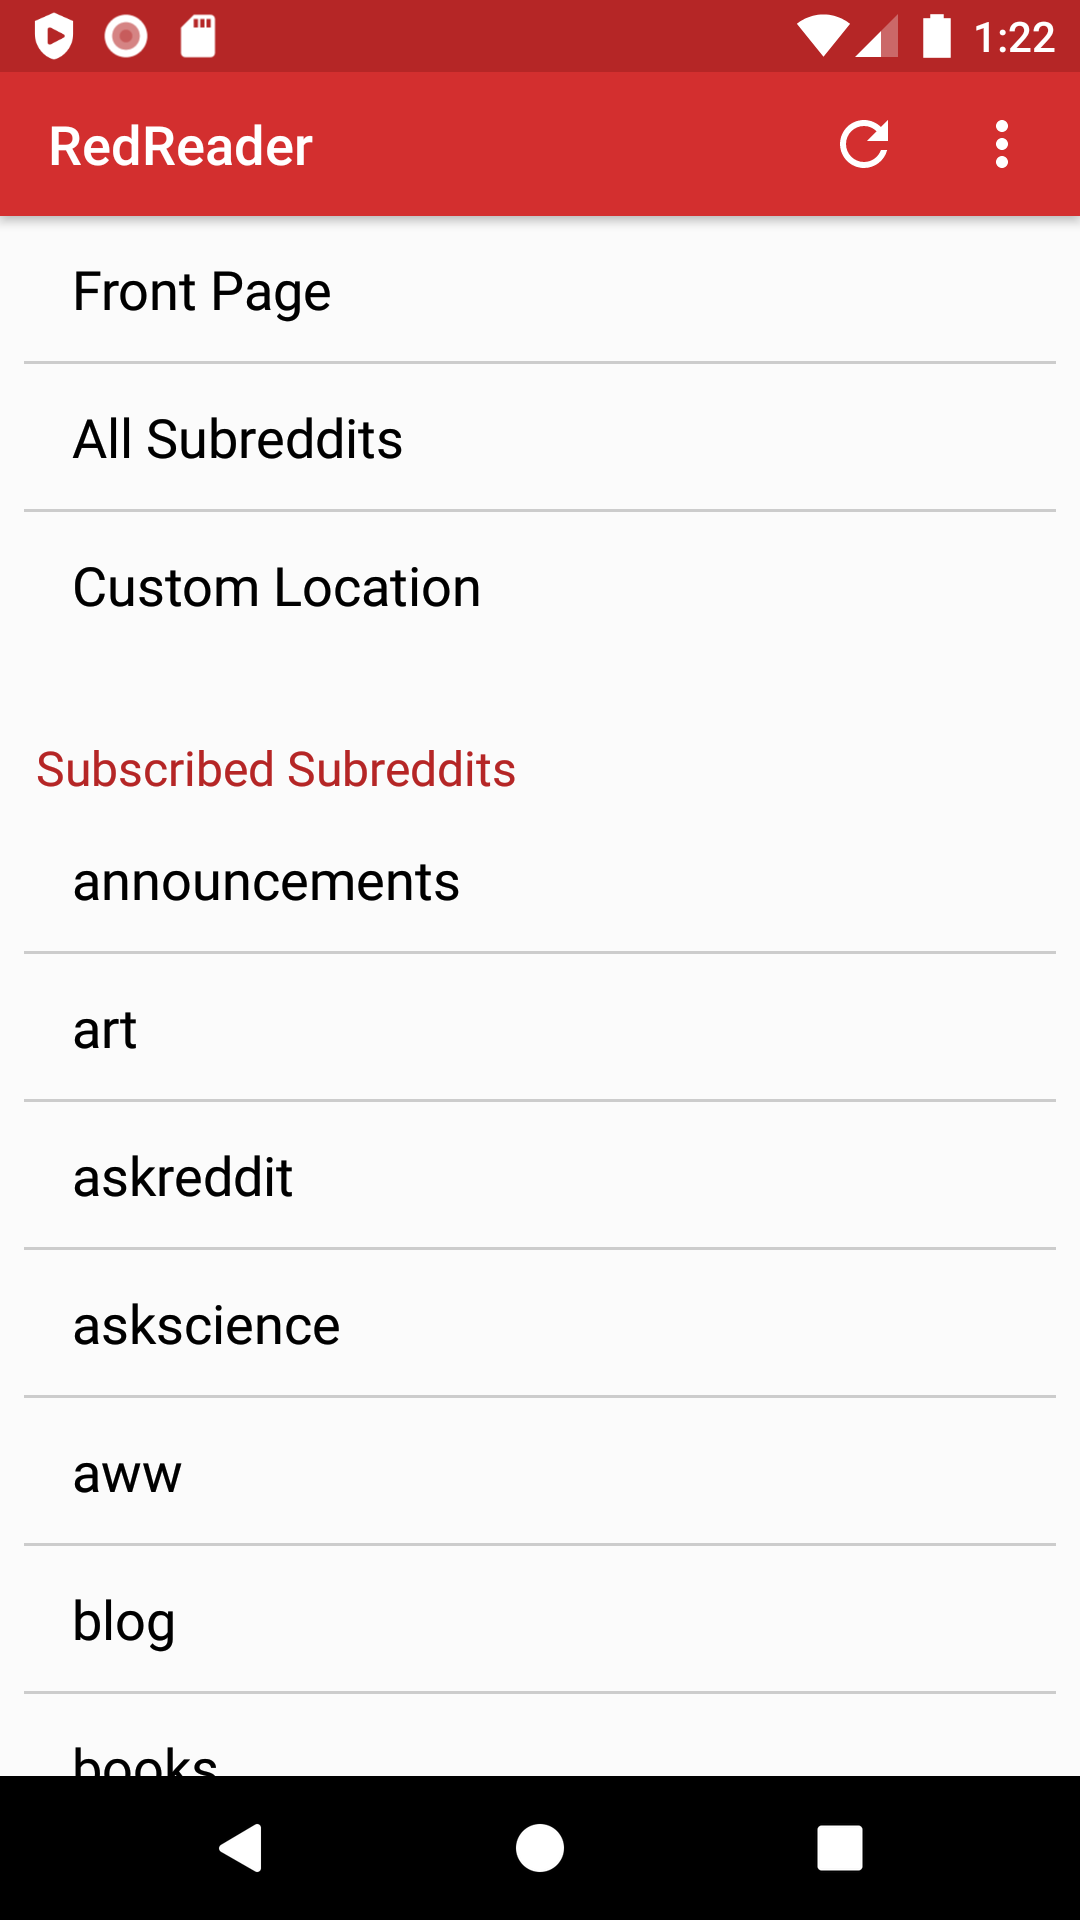 1:22
RedReader
Front Page
All Subreddits
Custom Location
Subscribed Subreddits
announcements
art
askreddit
askscience
aww
blog
books